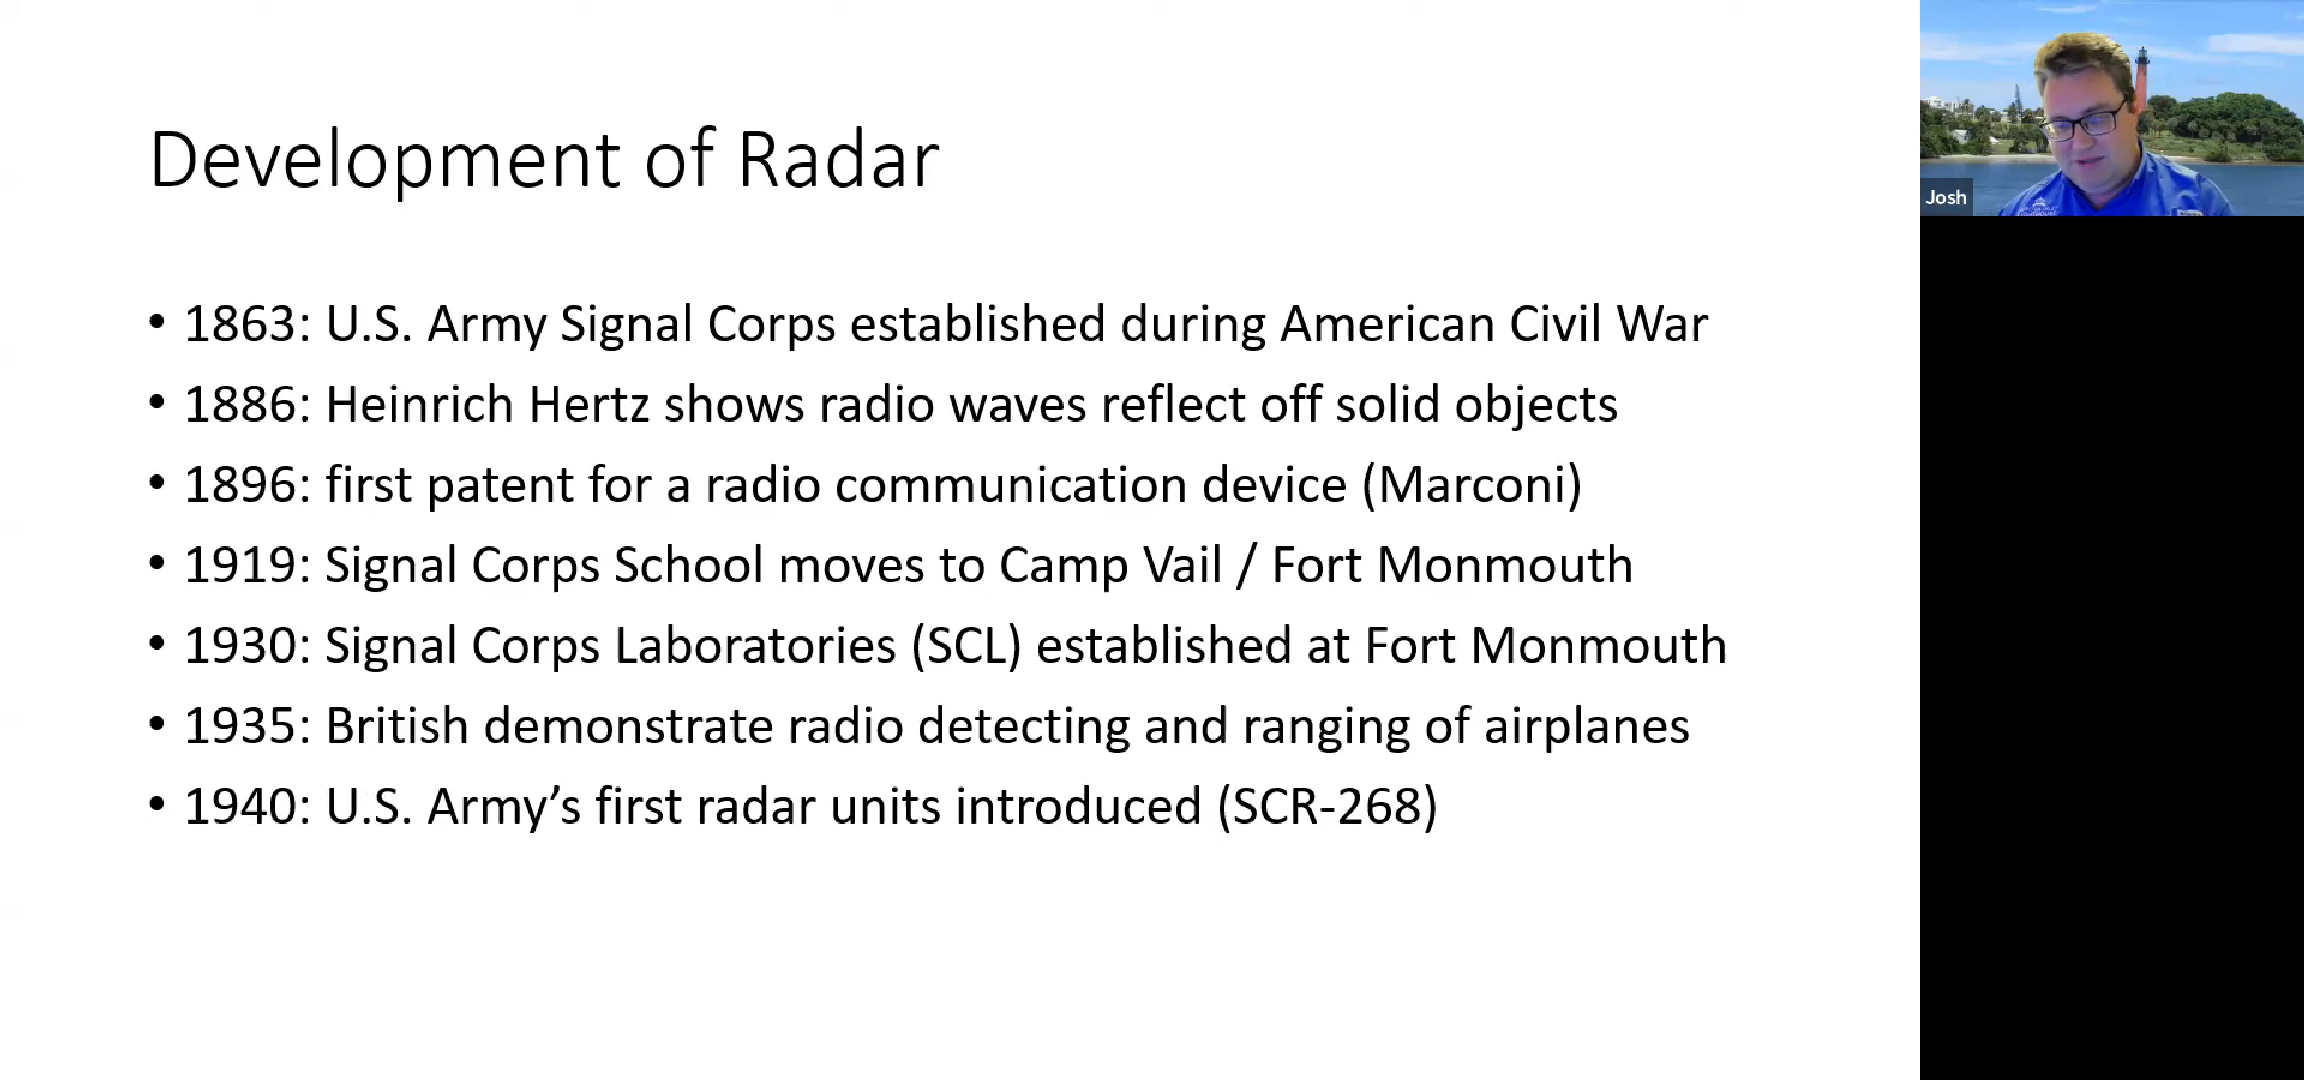 Development of Radar
• 1863: U.S. Army Signal Corps established during American Civil War
• 1886: Heinrich Hertz shows radio waves reflect off solid objects
• 1896: first patent for a radio communication device (Marconi)
• 1919: Signal Corps School moves to Camp Vail / Fort Monmouth
• 1930: Signal Corps Laboratories (SCL) established at Fort Monmouth
• 1935: British demonstrate radio detecting and ranging of airplanes
• 1940: U.S. Army’s first radar units introduced (SCR-268)
Josh